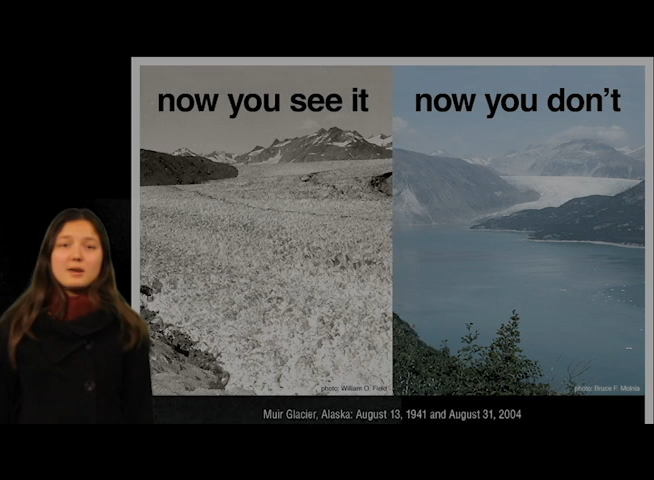 now you see it
now you don't
photo: William O. Field
photo: Bruce F. Molnia
Muir Glacier, Alaska: August 13, 1941 and August 31, 2004